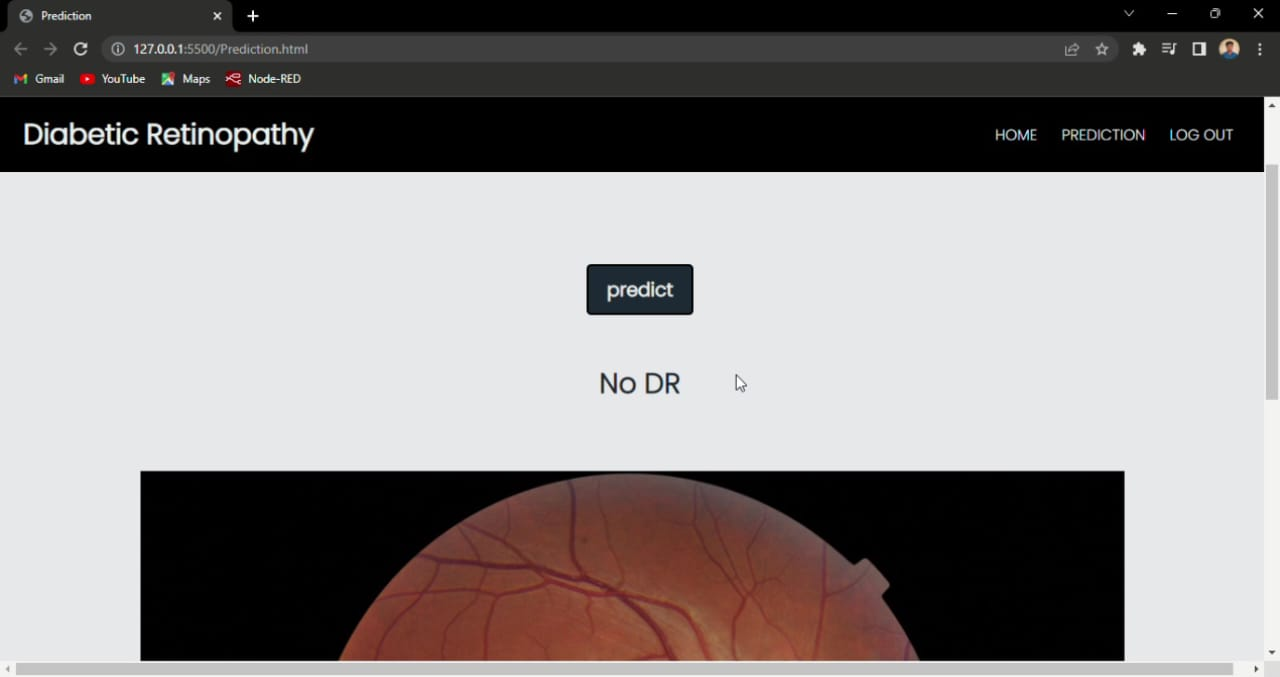 Prediction
127.0.0.1:5500/Prediction.html
Gmail YouTube Maps Node-RED
Diabetic Retinopathy HOME PREDICTION LOG OUT
predict
No DR